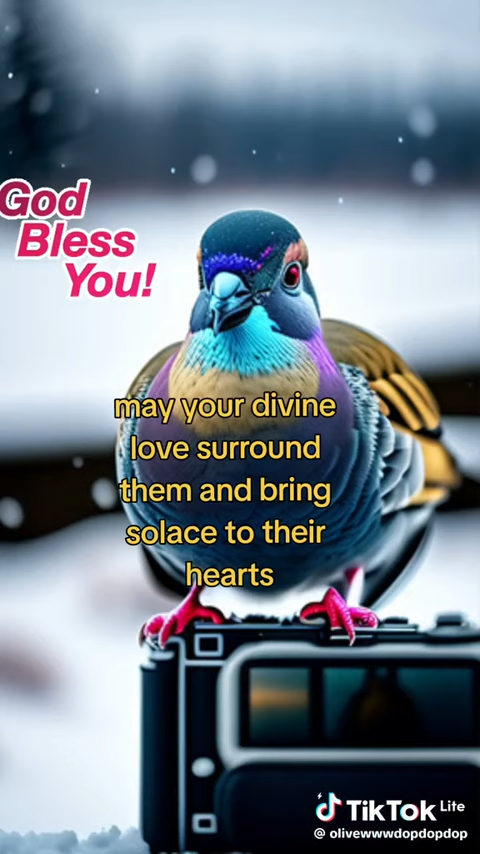 God
Bless
You!
may your divine
love surround
them and bring
solace to their
hearts
TikTok Lite
@ olivewwwdopdopdop